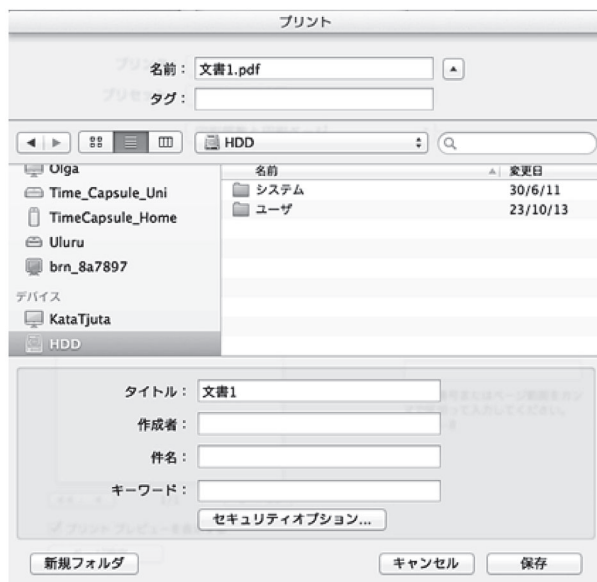 プリント
名前： 文書1.pdf
タグ：
HDD
Olga
Time_Capsule_Uni
TimeCapsule_Home
Uluru
brn_8a7897
デバイス
KataTjuta
HDD
名前 変更日
システム 30/6/11
ユーザ 23/10/13
タイトル： 文書1
作成者：
件名：
キーワード：
セキュリティオプション...
新規フォルダ キャンセル 保存